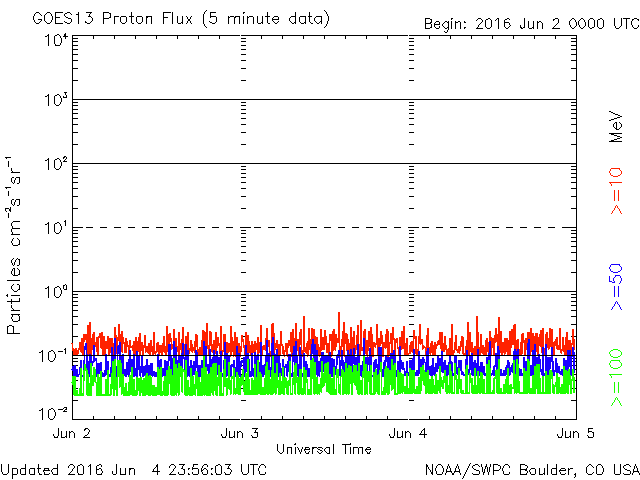 GOES13 Proton Flux (5 minute data)
Begin: 2016 Jun 2 0000 UTC
Particles cm⁻²s⁻¹sr⁻¹
10⁴
10³
10²
10¹
10⁰
10⁻¹
10⁻²
Jun 2
Jun 3
Jun 4
Jun 5
Universal Time
MeV
>=10
>=50
>=100
Updated 2016 Jun 4 23:56:03 UTC
NOAA/SWPC Boulder, CO USA